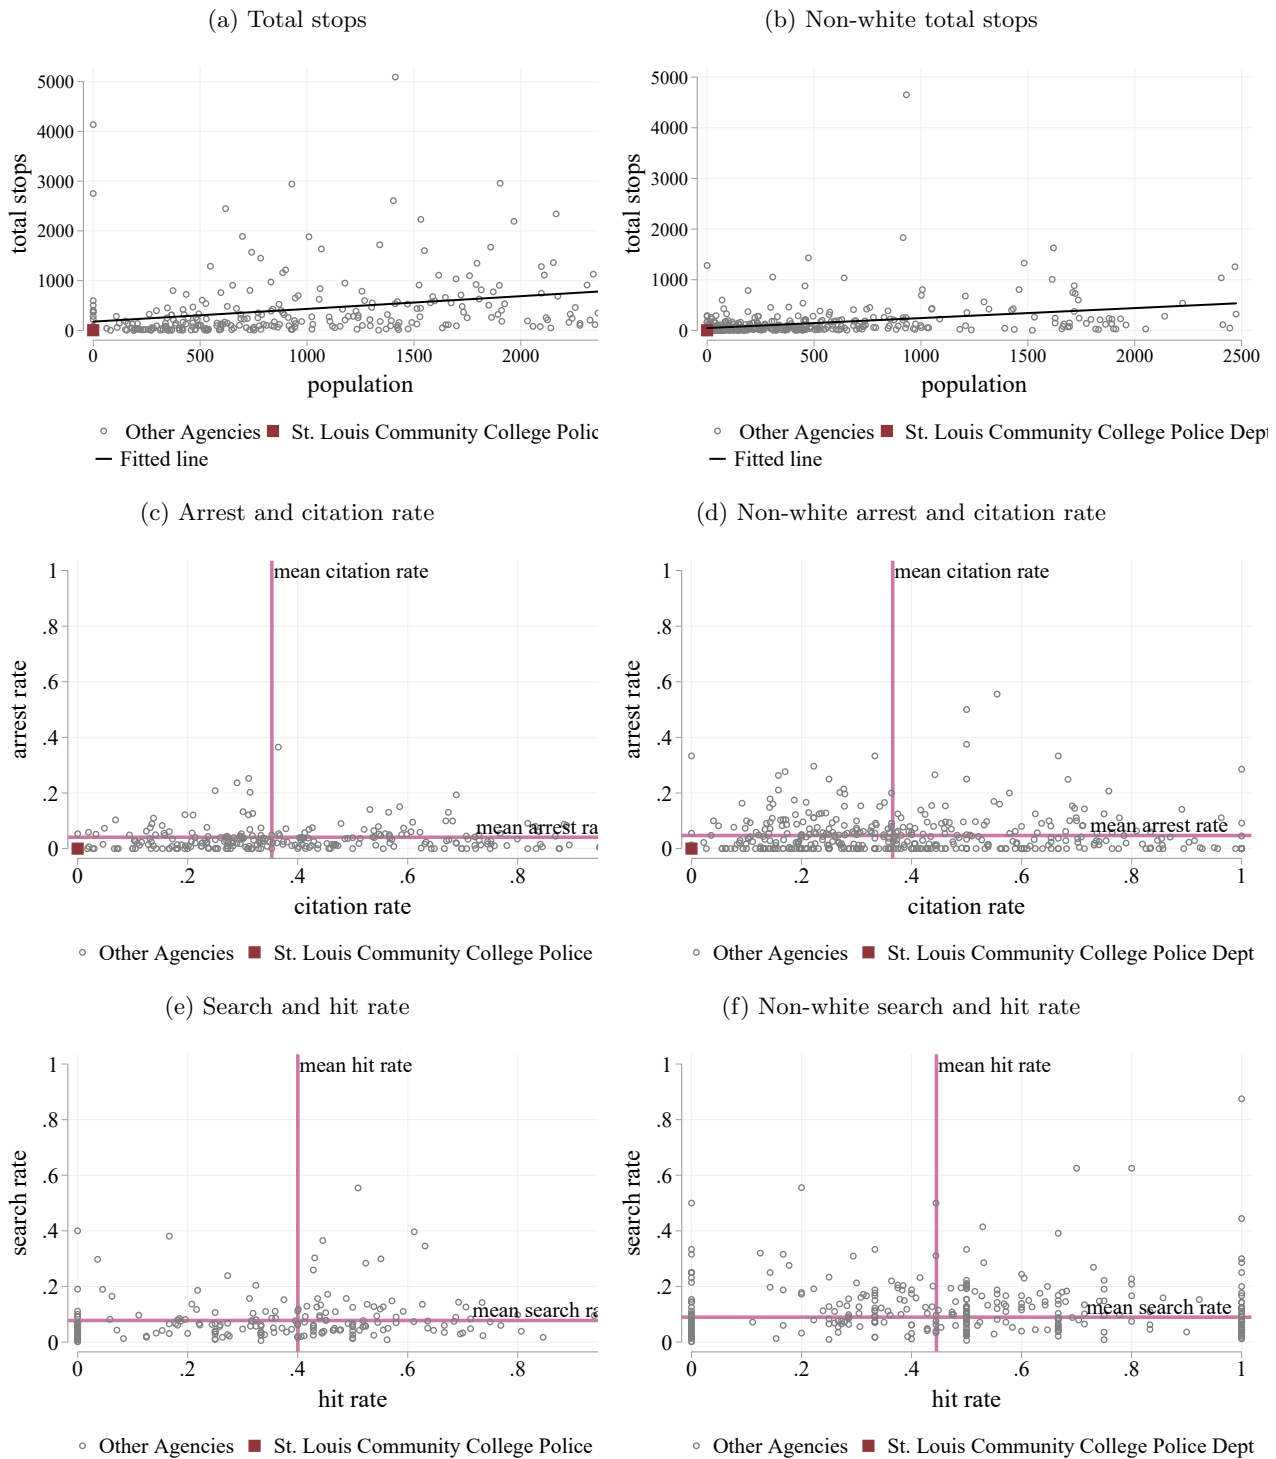 (a) Total stops
(b) Non-white total stops
5000
4000
3000
2000
1000
0
total stops
0 500 1000 1500 2000
population
Other Agencies St. Louis Community College Polic
Fitted line
5000
4000
3000
2000
1000
0
total stops
0 500 1000 1500 2000 2500
population
Other Agencies St. Louis Community College Police Dept
Fitted line
(c) Arrest and citation rate
(d) Non-white arrest and citation rate
1
.8
.6
.4
.2
0
arrest rate
mean citation rate
mean arrest ra
0 .2 .4 .6 .8
citation rate
Other Agencies St. Louis Community College Police
1
.8
.6
.4
.2
0
arrest rate
mean citation rate
mean arrest rate
0 .2 .4 .6 .8 1
citation rate
Other Agencies St. Louis Community College Police Dept
(e) Search and hit rate
(f) Non-white search and hit rate
1
.8
.6
.4
.2
0
search rate
mean hit rate
mean search ra
0 .2 .4 .6 .8
hit rate
Other Agencies St. Louis Community College Police
1
.8
.6
.4
.2
0
search rate
mean hit rate
mean search rate
0 .2 .4 .6 .8 1
hit rate
Other Agencies St. Louis Community College Police Dept